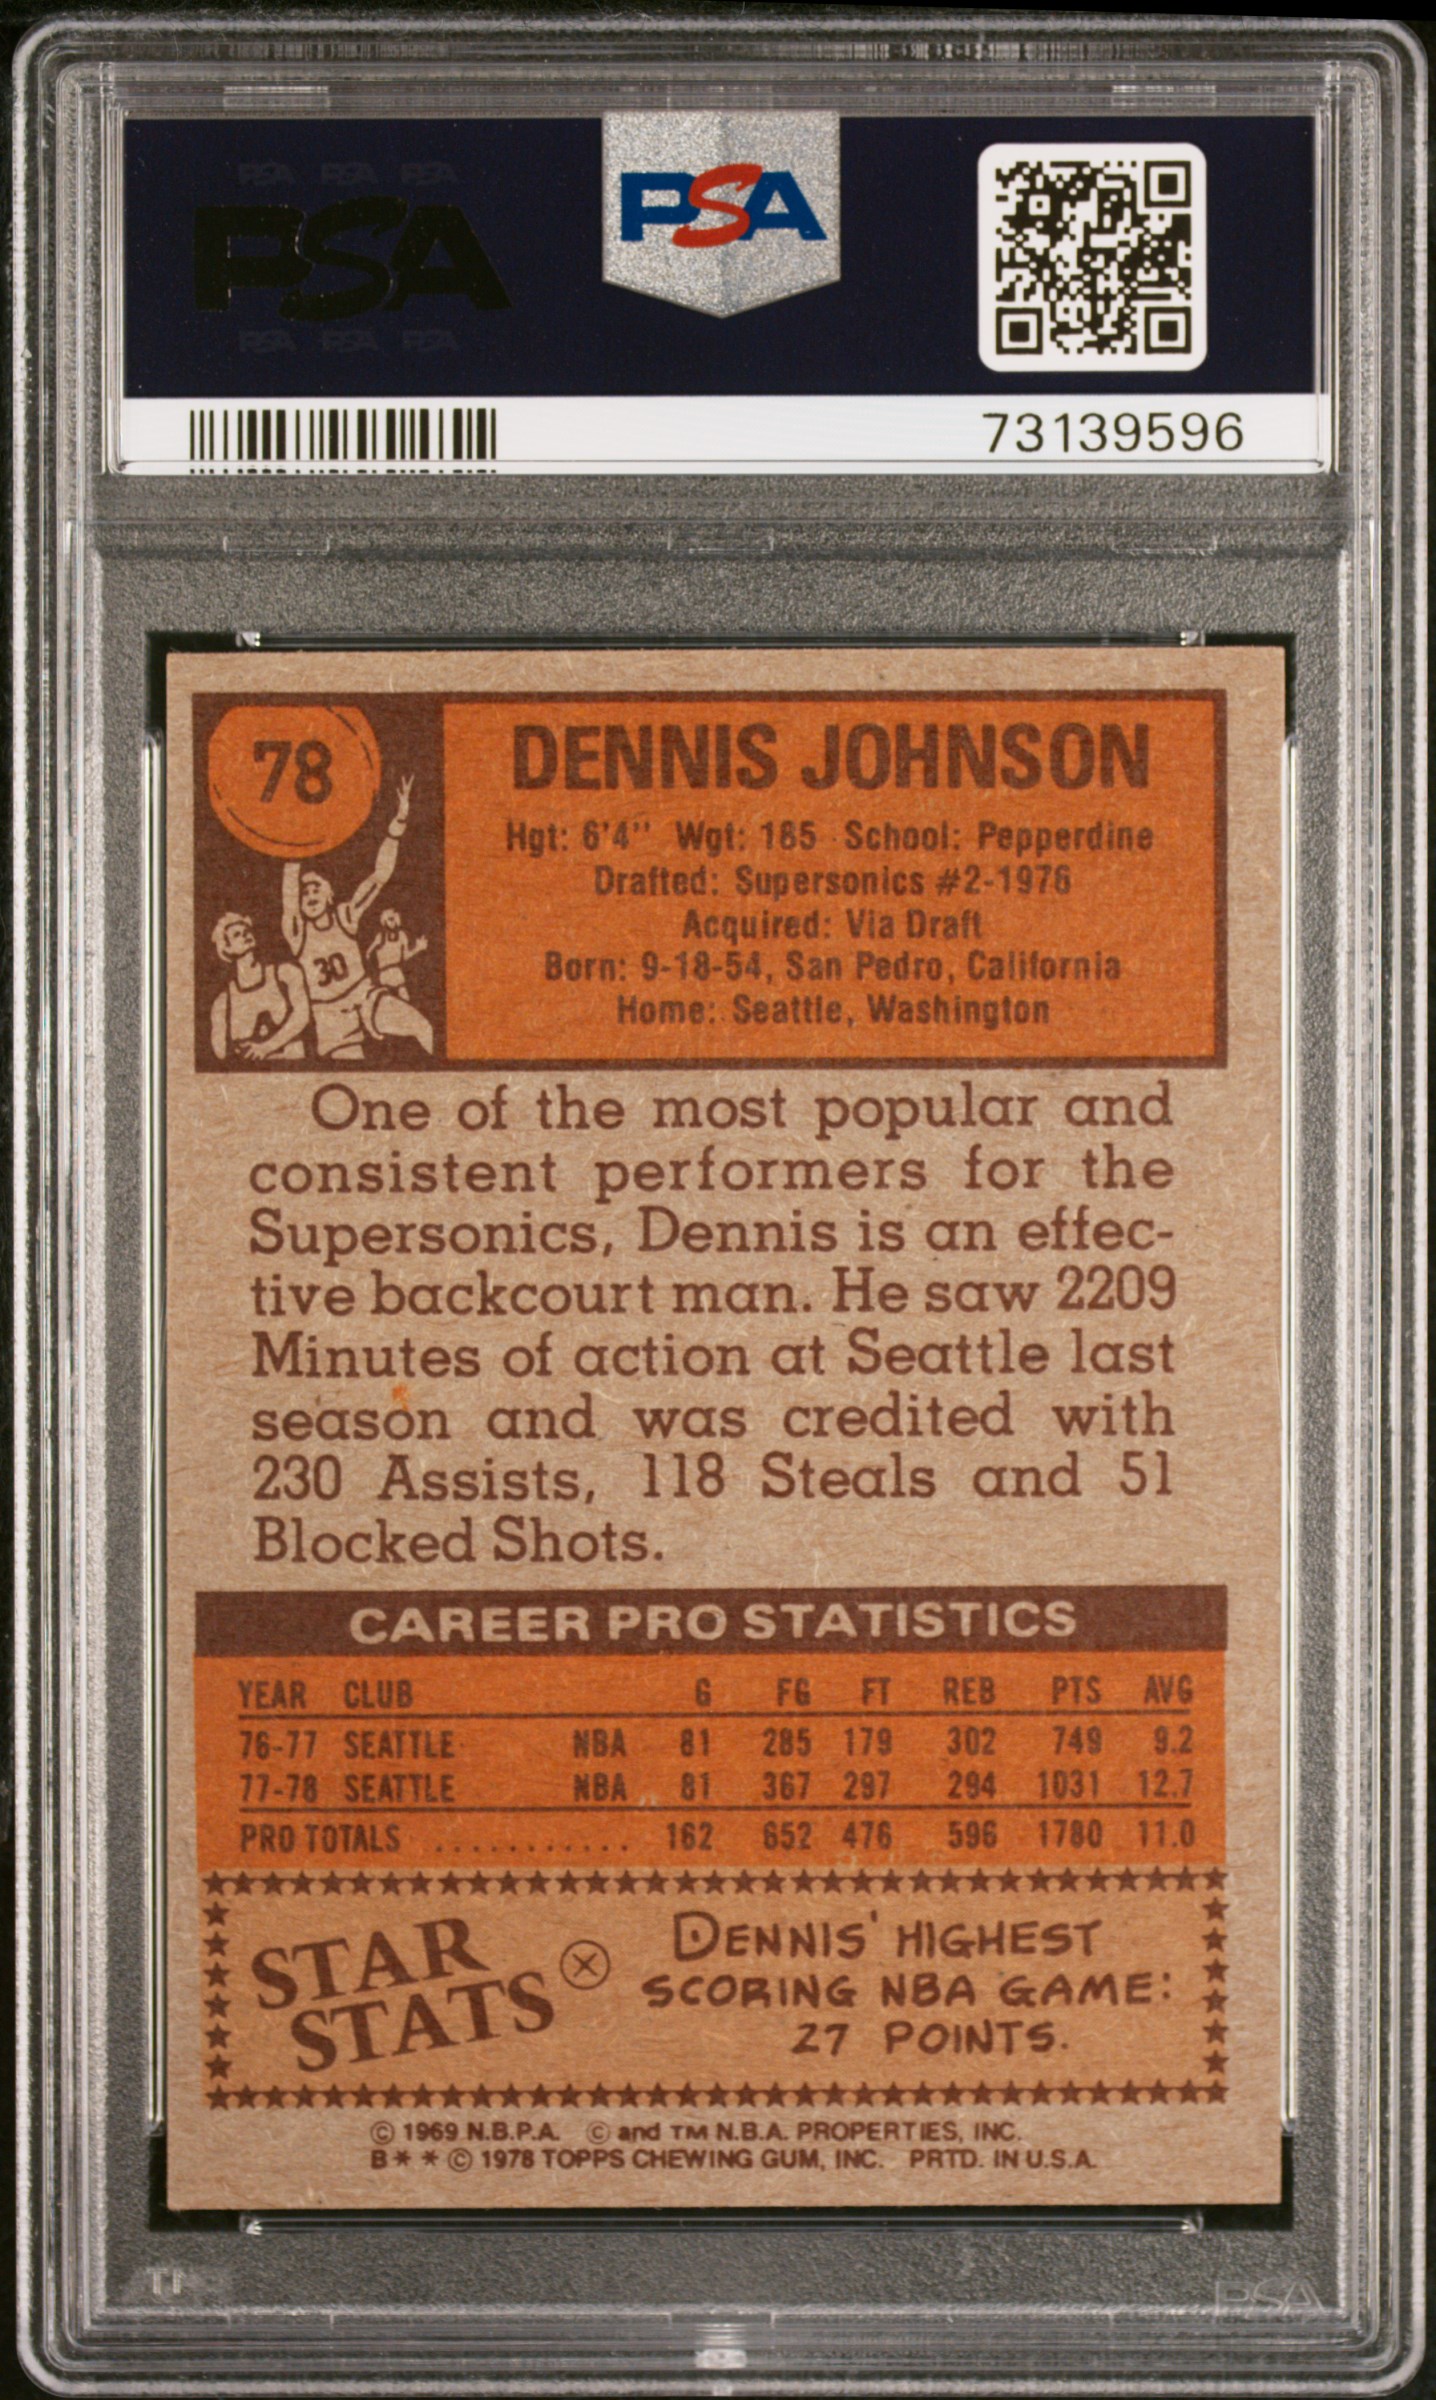 PSA PSA PSA
PSA
PSA PSA PSA
PSA
73139596
78
DENNIS JOHNSON
Hgt: 6'4" Wgt: 185 School: Pepperdine
Drafted: Supersonics #2-1976
Acquired: Via Draft
Born: 9-18-54, San Pedro, California
Home: Seattle, Washington
30
One of the most popular and
consistent performers for the
Supersonics, Dennis is an effec-
tive backcourt man. He saw 2209
Minutes of action at Seattle last
season and was credited with
230 Assists, 118 Steals and 51
Blocked Shots.
CAREER PRO STATISTICS
YEAR CLUB G FG FT REB PTS AVG
76-77 SEATTLE NBA 81 285 179 302 749 9.2
77-78 SEATTLE NBA 81 367 297 294 1031 12.7
PRO TOTALS ........... 162 652 476 596 1780 11.0
STAR
STATS
DENNIS' HIGHEST
SCORING NBA GAME:
27 POINTS.
© 1969 N.B.P.A. © and TM N.B.A. PROPERTIES, INC.
B * * © 1978 TOPPS CHEWING GUM, INC. PRTD. IN U.S.A.
PSA